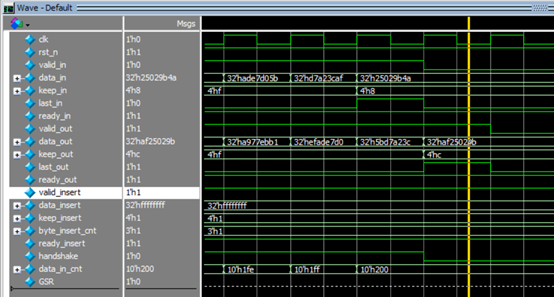 Wave - Default
Msgs
clk 1'h0
rst_n 1'h1
valid_in 1'h0
data_in 32'h25029b4a 32'hade7d05b 32'hd7a23caf 32'h25029b4a
keep_in 4'h8 4'hf 4'h8
last_in 1'h0
ready_in 1'h1
valid_out 1'h1
data_out 32'haf25029b 32'ha977ebb1 32'hefade7d0 32'h5bd7a23c 32'haf25029b
keep_out 4'hc 4'hf 4'hc
last_out 1'h1
ready_out 1'h1
valid_insert 1'h1
data_insert 32'hffffffff 32'hffffffff
keep_insert 4'h1 4'h1
byte_insert_cnt 3'h1 3'h1
ready_insert 1'h1
handshake 1'h0
data_in_cnt 10'h200 10'h1fe 10'h1ff 10'h200
GSR 1'h0